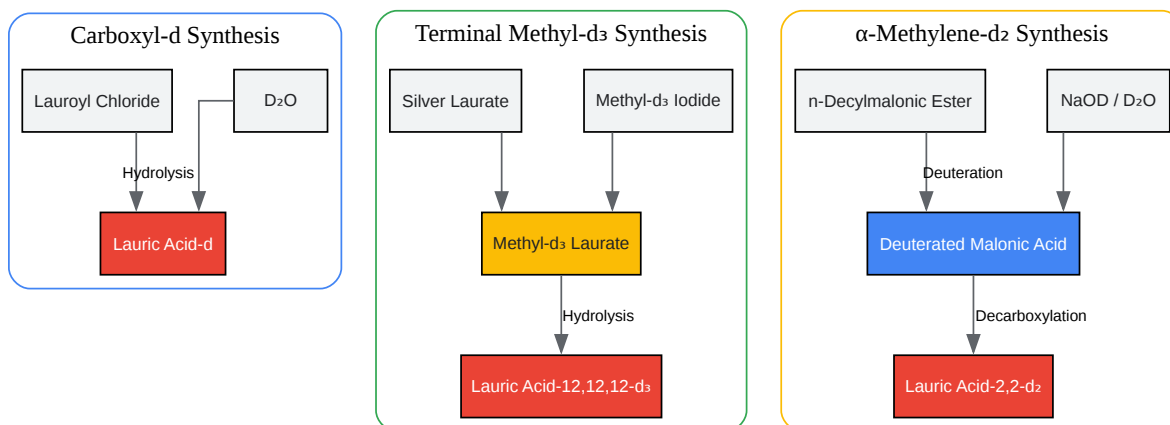 Carboxyl-d Synthesis
Lauroyl Chloride
D₂O
Hydrolysis
Lauric Acid-d
Terminal Methyl-d₃ Synthesis
Silver Laurate
Methyl-d₃ Iodide
Methyl-d₃ Laurate
Hydrolysis
Lauric Acid-12,12,12-d₃
α-Methylene-d₂ Synthesis
n-Decylmalonic Ester
NaOD / D₂O
Deuteration
Deuterated Malonic Acid
Decarboxylation
Lauric Acid-2,2-d₂